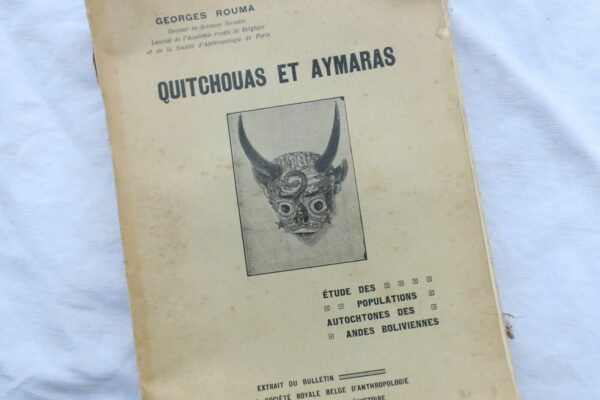 GEORGES ROUMA
Docteur en Sciences Sociales
Lauréat de l'Académie royale de Belgique
et de la Société d'Anthropologie de Paris
QUITCHOUAS ET AYMARAS
ÉTUDE DES
POPULATIONS
AUTOCHTONES DES
ANDES BOLIVIENNES
EXTRAIT DU BULLETIN
SOCIÉTÉ ROYALE BELGE D'ANTHROPOLOGIE